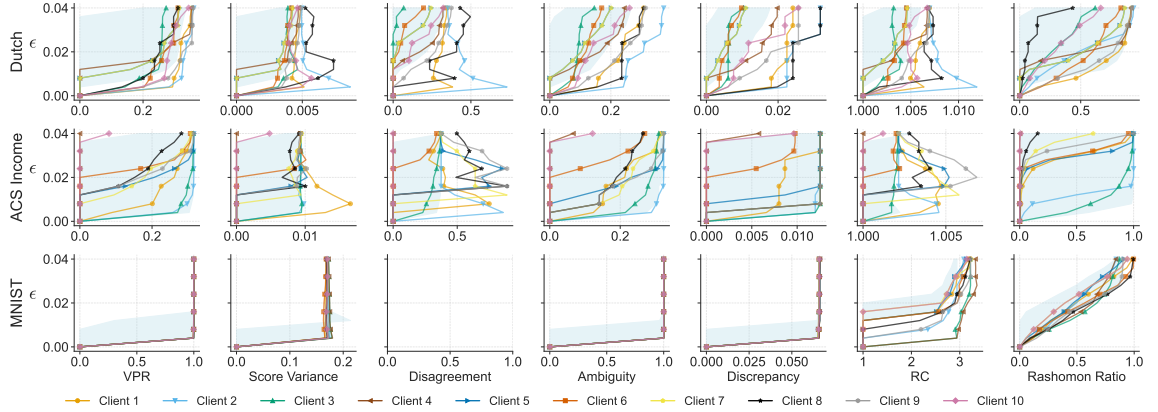 Dutch ϵ
0.04
0.02
0.00
0.0 0.2
0.000 0.005
0.0 0.5
0.0 0.2
0.00 0.02
1.000 1.005 1.010
0.5
ACS Income ϵ
0.04
0.02
0.00
0.2
0.01
0.0 0.5
0.0 0.2
0.000 0.005 0.010
1.000 1.005
0.0 0.5 1.0
MNIST ϵ
0.04
0.02
0.00
0.0 0.5 1.0
0.0 0.1 0.2
0.0 0.5 1.0
0.0 0.5 1.0
0.000 0.025 0.050
1 2 3
0.0 0.5 1.0
VPR Score Variance Disagreement Ambiguity Discrepancy RC Rashomon Ratio
Client 1 Client 2 Client 3 Client 4 Client 5 Client 6 Client 7 Client 8 Client 9 Client 10